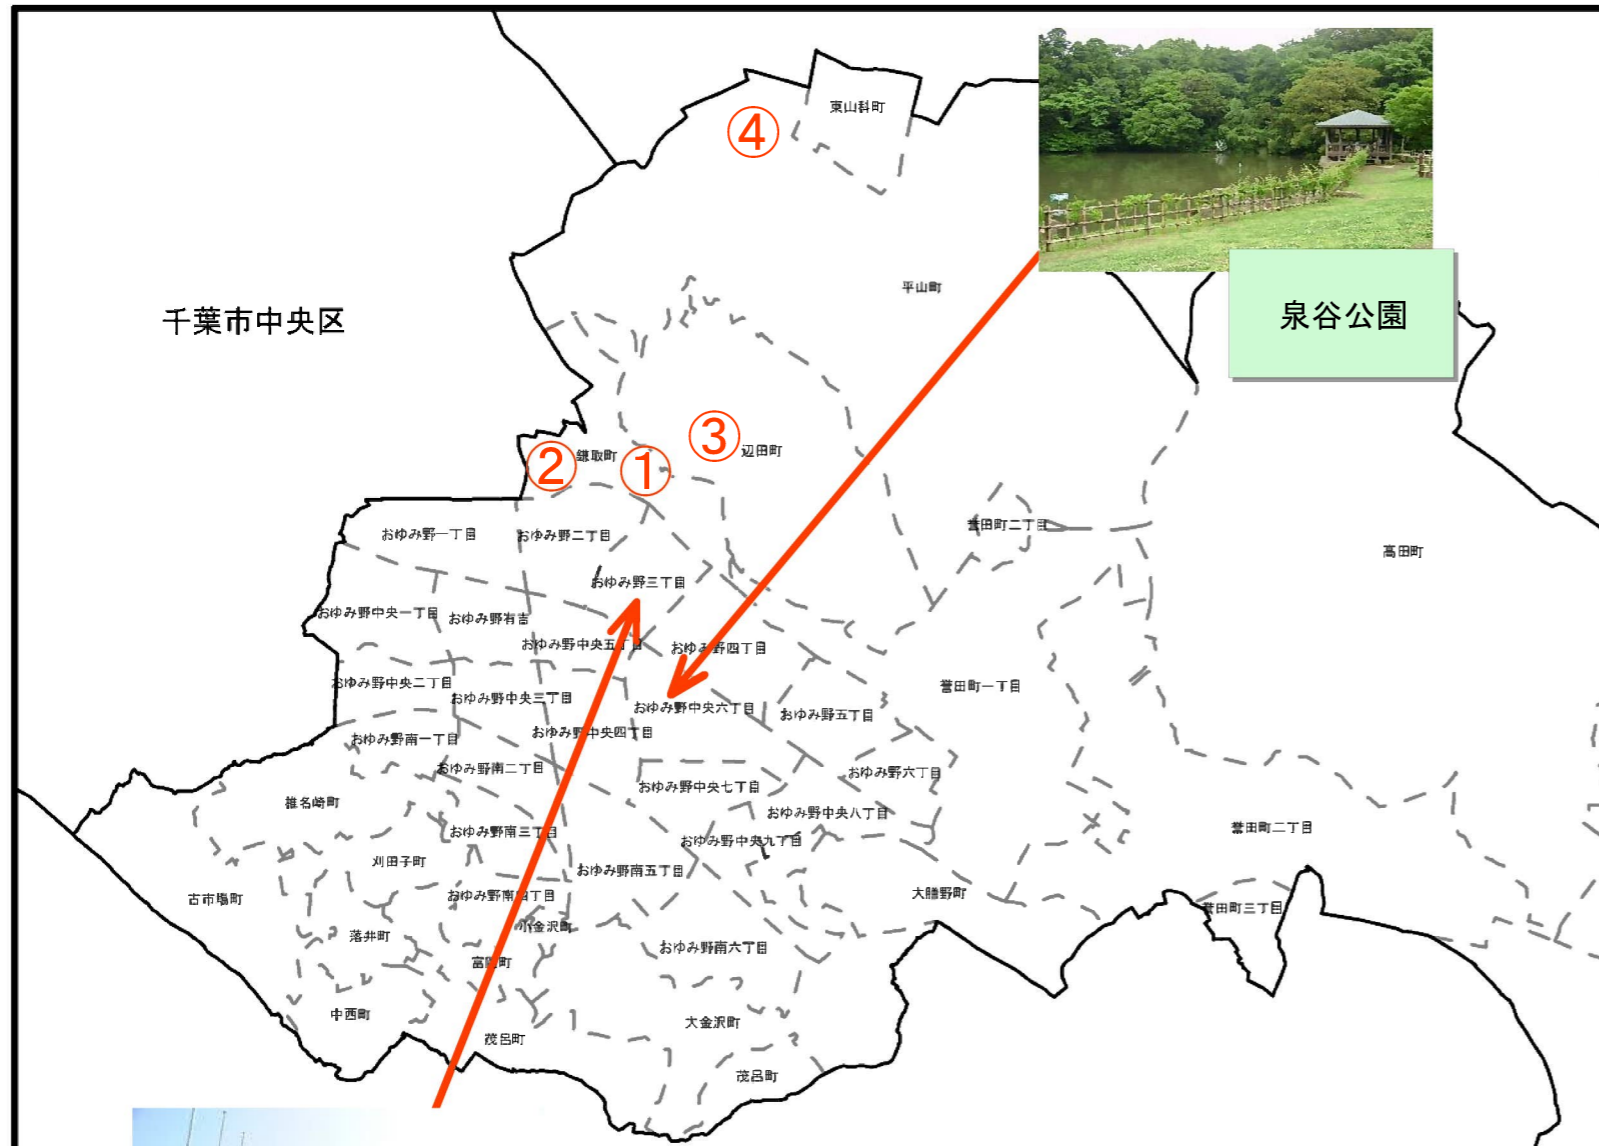 ④
東山科町
平山町
千葉市中央区
泉谷公園
③
辺田町
②
鎌取町
①
おゆみ野一丁目
おゆみ野二丁目
誉田町二丁目
高田町
おゆみ野三丁目
おゆみ野中央一丁目
おゆみ野有吉
おゆみ野中央五丁目
おゆみ野四丁目
おゆみ野中央二丁目
おゆみ野中央三丁目
誉田町一丁目
おゆみ野中央六丁目
おゆみ野五丁目
おゆみ野中央四丁目
おゆみ野南一丁目
おゆみ野南二丁目
おゆみ野六丁目
おゆみ野中央七丁目
椎名崎町
おゆみ野中央八丁目
おゆみ野南三丁目
おゆみ野中央九丁目
誉田町二丁目
刈田子町
おゆみ野南五丁目
古市場町
おゆみ野南四丁目
大膳野町
誉田町三丁目
落井町
小金沢町
おゆみ野南六丁目
富岡町
中西町
大金沢町
茂呂町
茂呂町